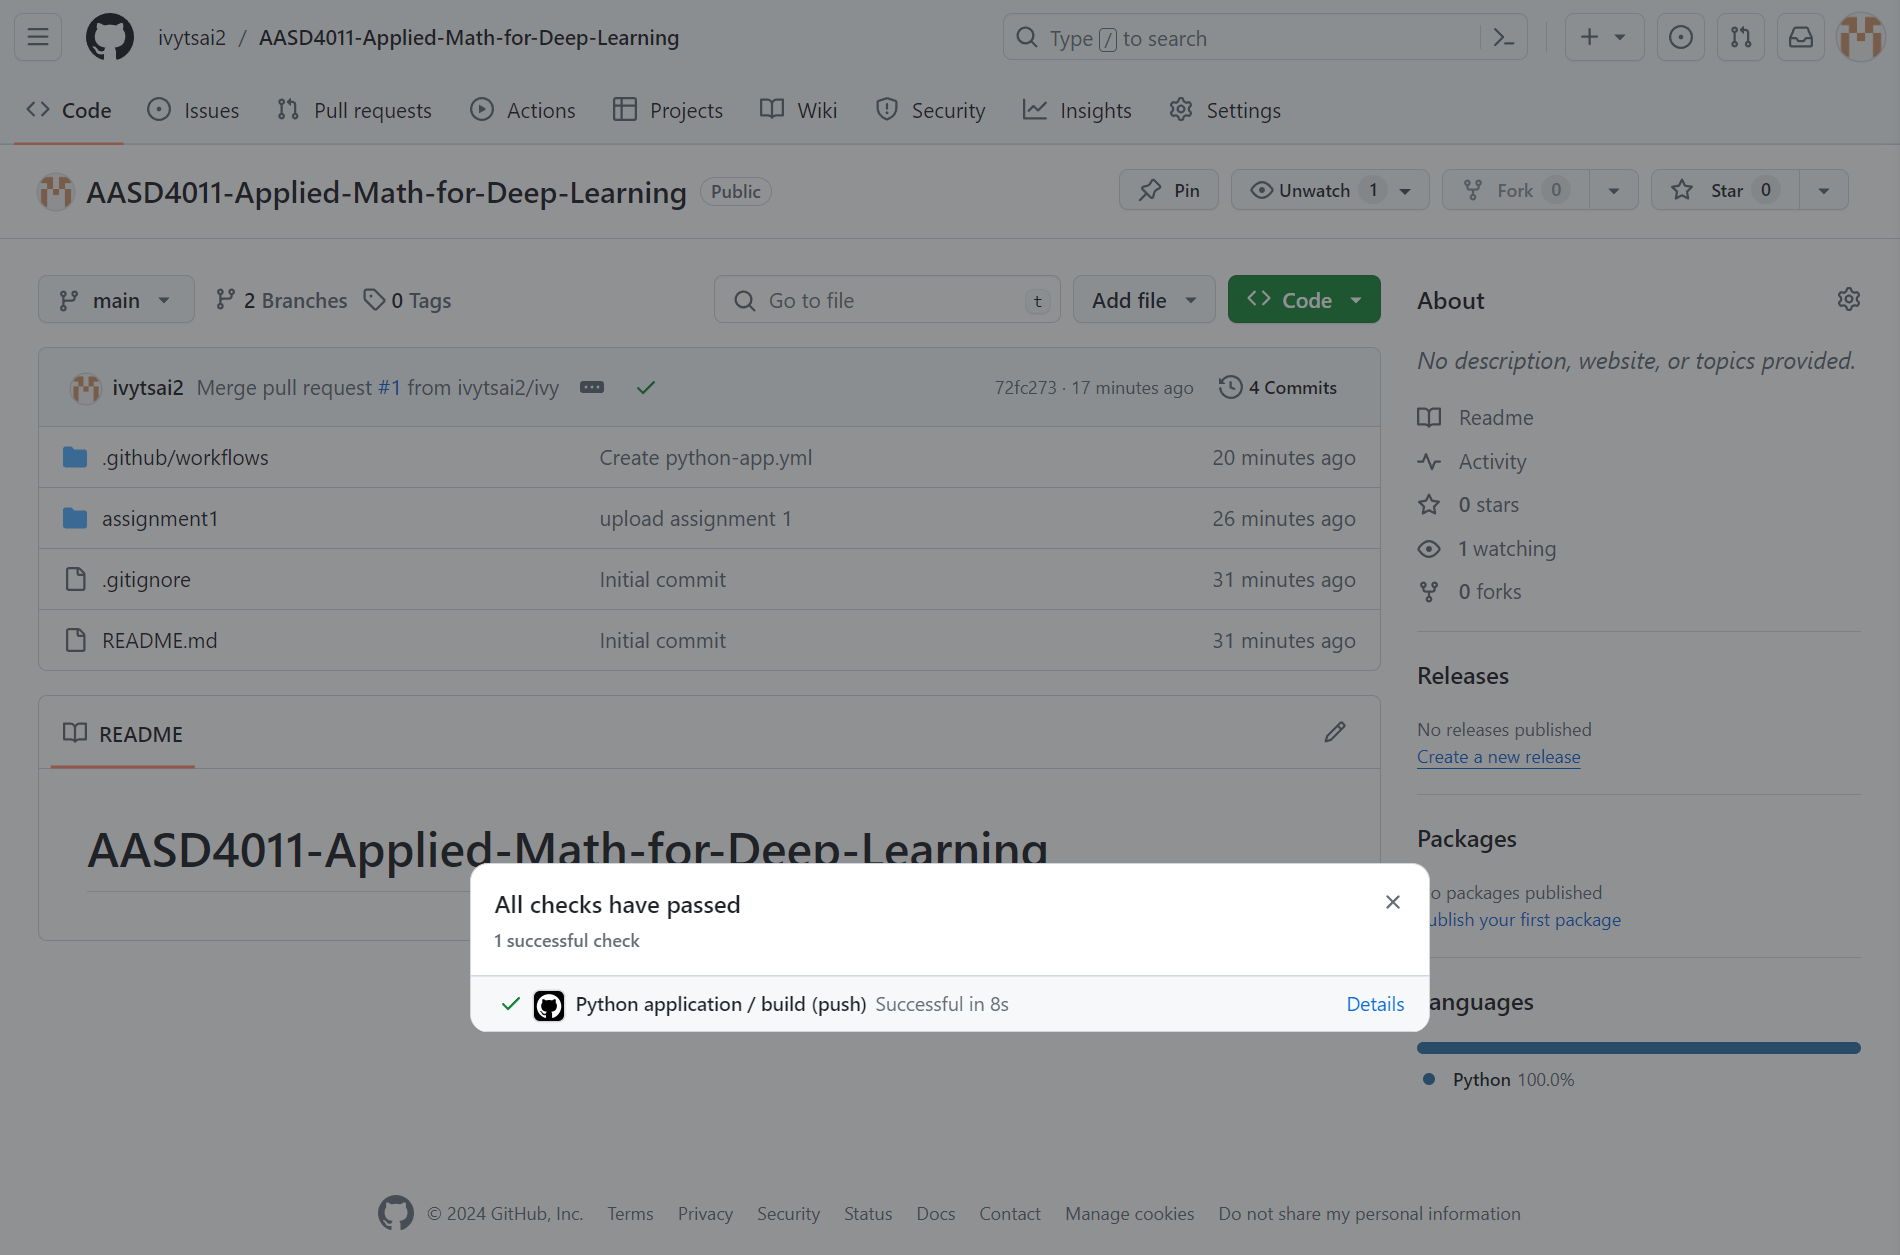 ivytsai2 / AASD4011-Applied-Math-for-Deep-Learning
Type / to search
Code Issues Pull requests Actions Projects Wiki Security Insights Settings
AASD4011-Applied-Math-for-Deep-Learning Public
Pin Unwatch 1 Fork 0 Star 0
main 2 Branches 0 Tags Go to file t Add file Code
ivytsai2 Merge pull request #1 from ivytsai2/ivy 72fc273 · 17 minutes ago 4 Commits
.github/workflows Create python-app.yml 20 minutes ago
assignment1 upload assignment 1 26 minutes ago
.gitignore Initial commit 31 minutes ago
README.md Initial commit 31 minutes ago
README
AASD4011-Applied-Math-for-Deep-Learning
About
No description, website, or topics provided.
Readme
Activity
0 stars
1 watching
0 forks
Releases
No releases published
Create a new release
Packages
o packages published
ublish your first package
anguages
Python 100.0%
All checks have passed
1 successful check
Python application / build (push) Successful in 8s Details
© 2024 GitHub, Inc. Terms Privacy Security Status Docs Contact Manage cookies Do not share my personal information